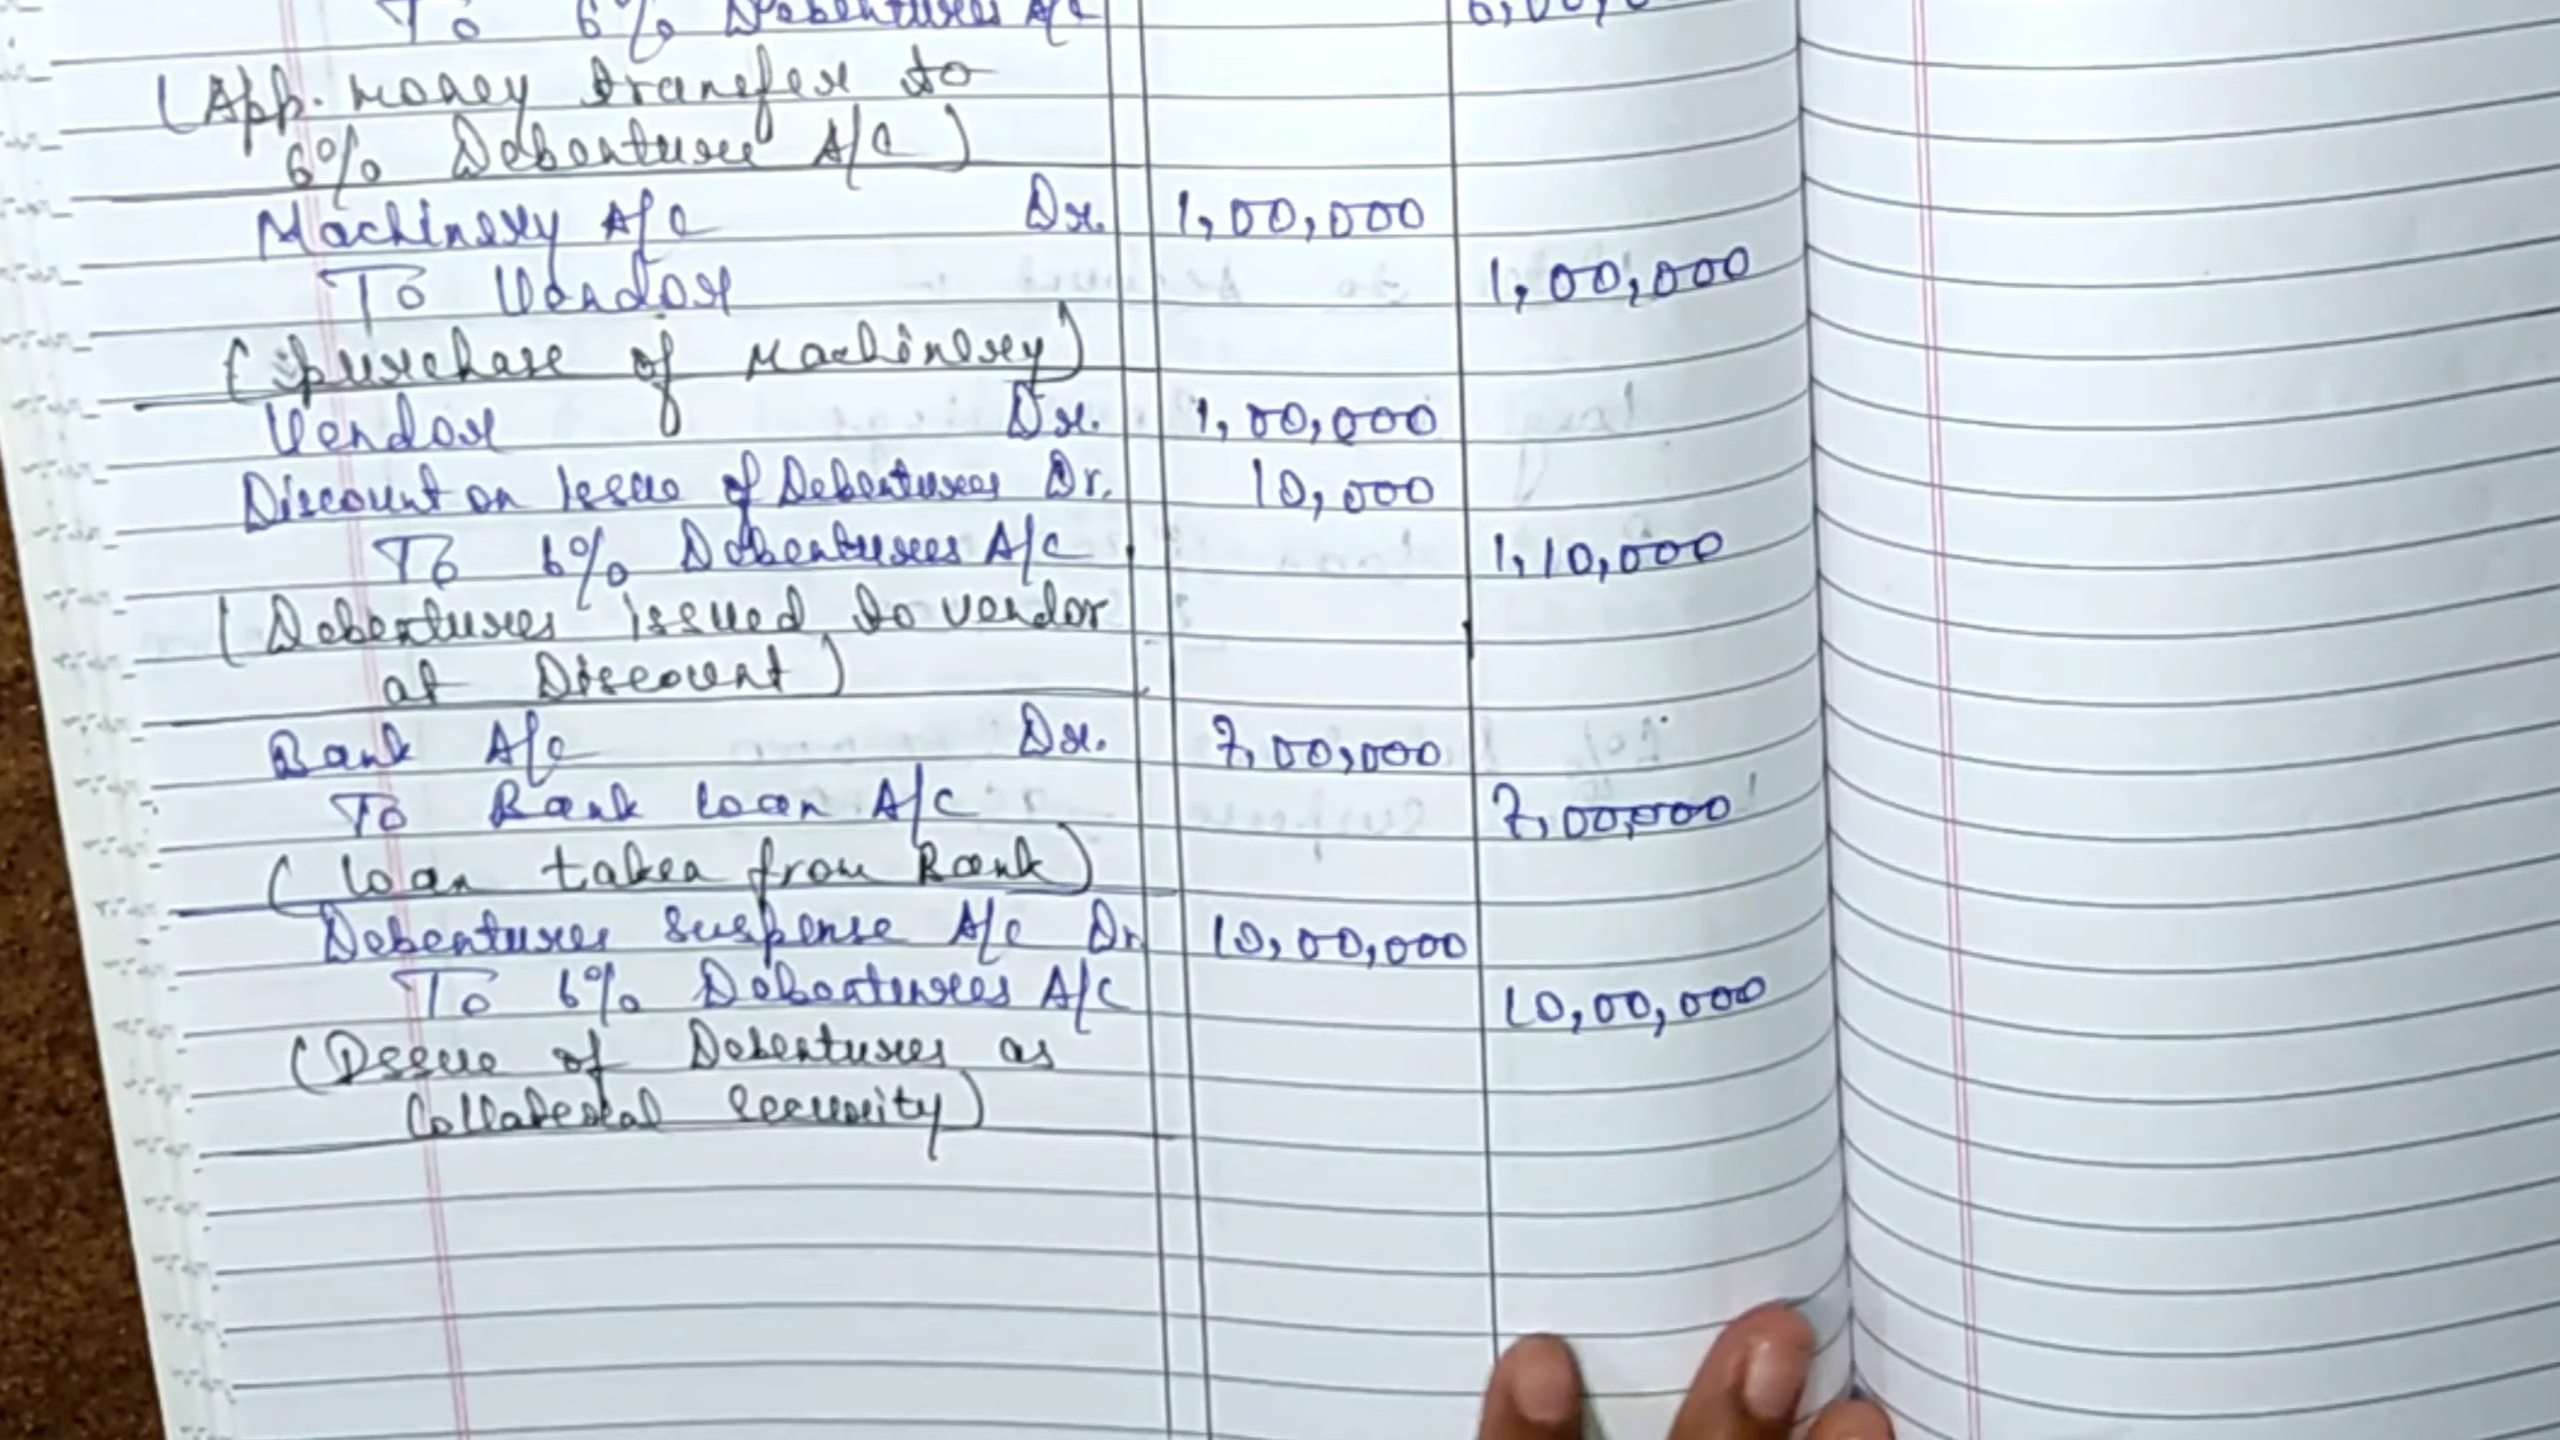 To 6% Debentures A/c
(App. money transfer to
6% Debentures A/C)
Machinery A/c Dr. 1,00,000
To Vendor 1,00,000
(purchase of Machinery)
Vendor Dr. 1,00,000
Discount on Issue of Debentures Dr. 10,000
To 6% Debentures A/c 1,10,000
(Debentures issued to vendor
at Discount)
Bank A/c Dr. 7,00,000
To Bank loan A/C 7,00,000
(loan taken from Bank)
Debentures Suspense A/c Dr. 10,00,000
To 6% Debentures A/C 10,00,000
(Issue of Debentures as
Collateral Security)